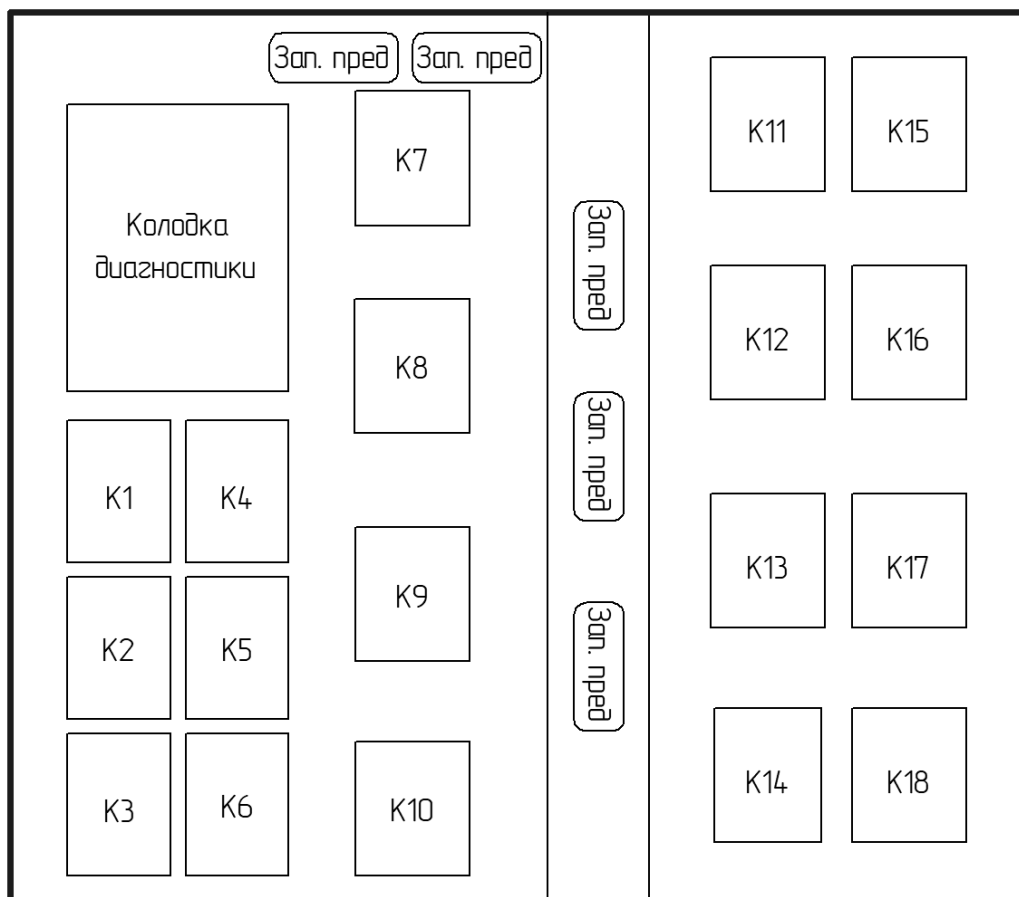 Зап. пред
Зап. пред
К7
Колодка
диагностики
К8
К1
К4
К9
К2
К5
К3
К6
К10
Зап. пред
Зап. пред
Зап. пред
К11
К15
К12
К16
К13
К17
К14
К18